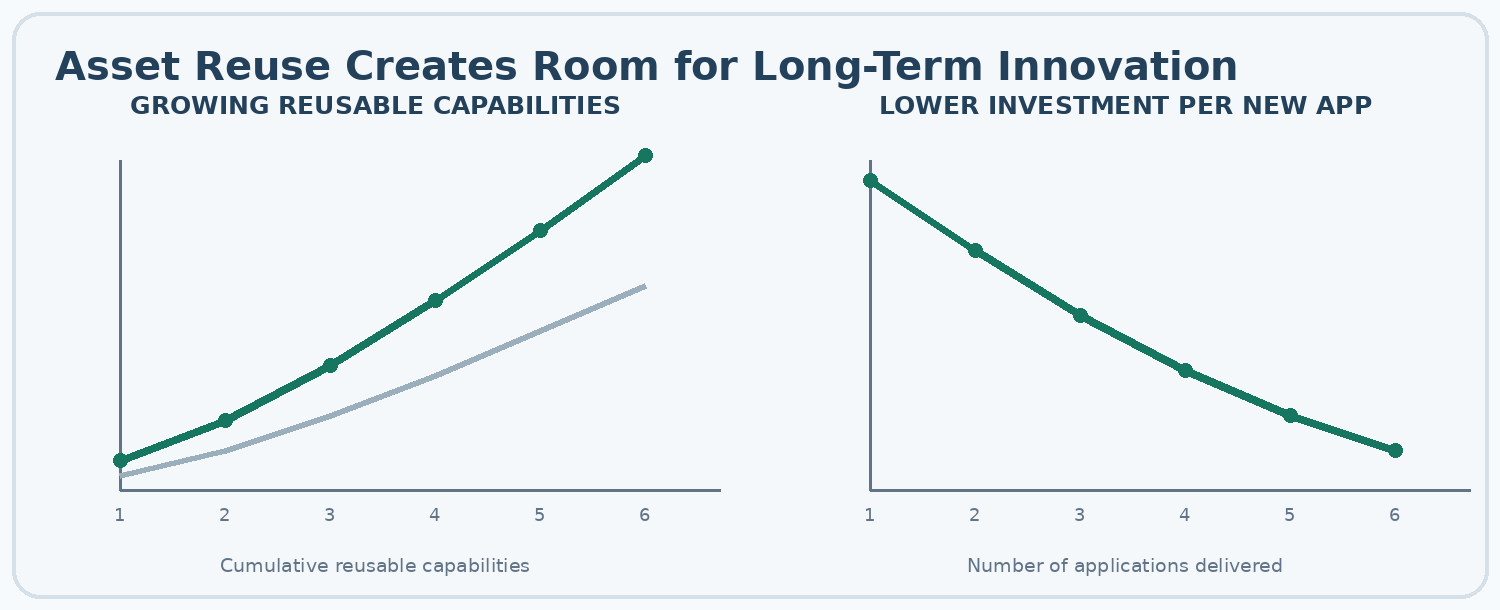 Asset Reuse Creates Room for Long-Term Innovation
GROWING REUSABLE CAPABILITIES
1 2 3 4 5 6
Cumulative reusable capabilities
LOWER INVESTMENT PER NEW APP
1 2 3 4 5 6
Number of applications delivered